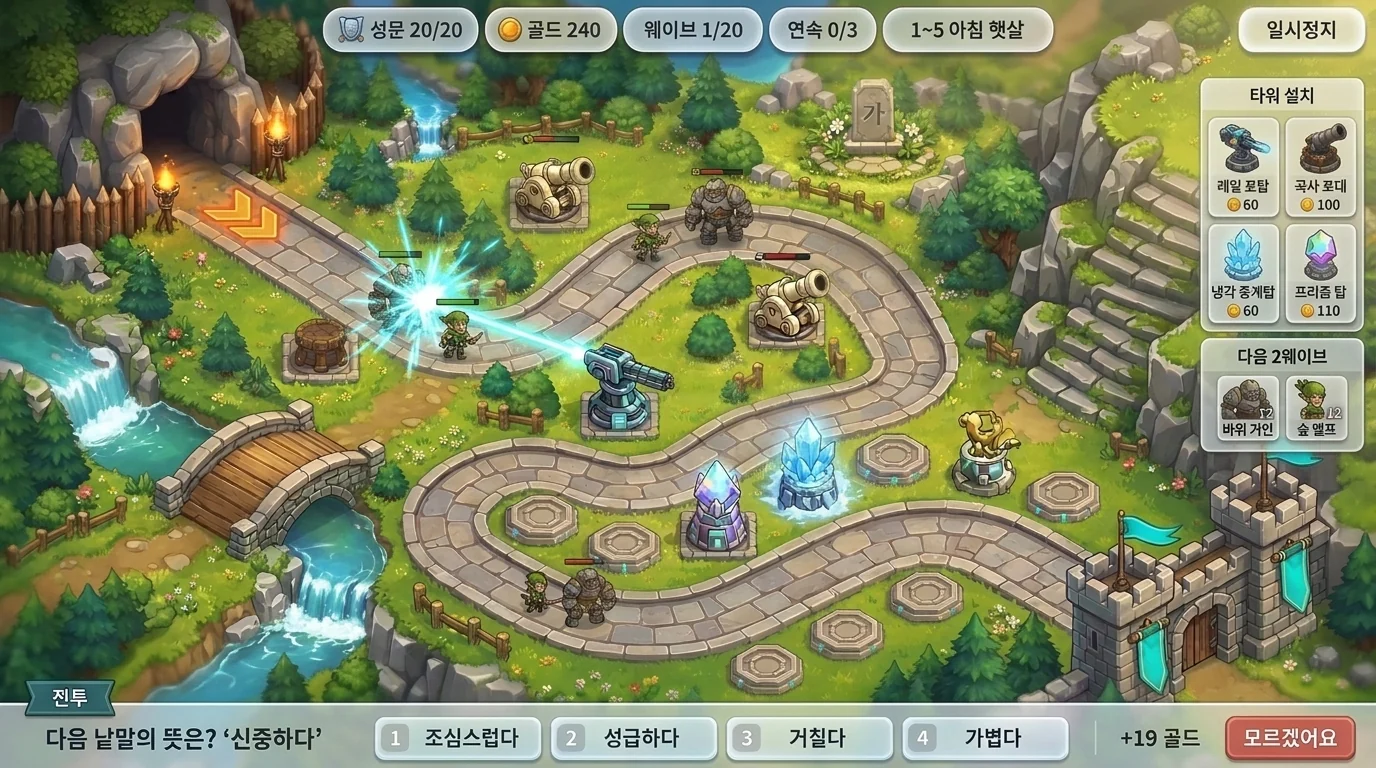 성문 20/20
골드 240
웨이브 1/20
연속 0/3
1~5 아침 햇살
일시정지
가
타워 설치
레일 포탑
60
곡사 포대
100
냉각 중계탑
60
프리즘 탑
110
다음 2웨이브
12
바위 거인
12
숲 앨프
진투
다음 낱말의 뜻은? ‘신중하다’
1 조심스럽다
2 성급하다
3 거칠다
4 가볍다
+19 골드
모르겠어요